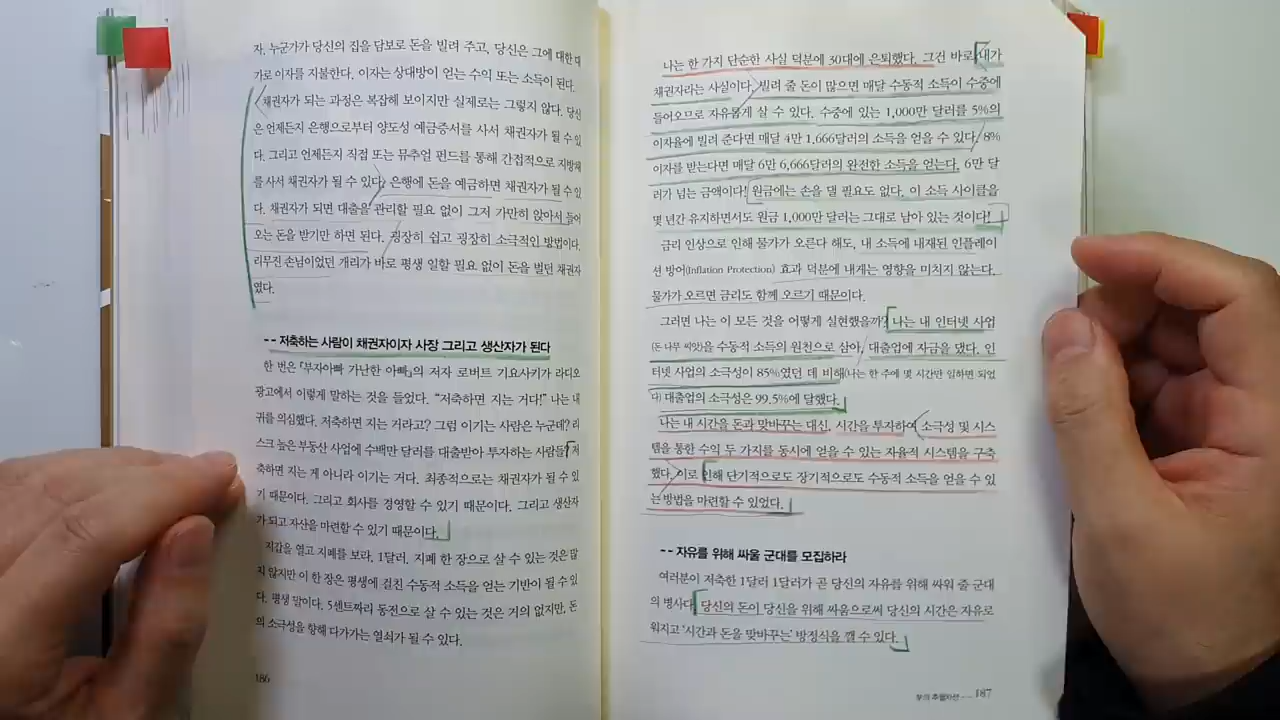 자. 누군가가 당신의 집을 담보로 돈을 빌려 주고, 당신은 그에 대한 대
가로 이자를 지불한다. 이자는 상대방이 얻는 수익 또는 소득이 된다.
채권자가 되는 과정은 복잡해 보이지만 실제로는 그렇지 않다. 당신
은 언제든지 은행으로부터 양도성 예금증서를 사서 채권자가 될 수 있
다. 그리고 언제든지 직접 또는 뮤추얼 펀드를 통해 간접적으로 지방채
를 사서 채권자가 될 수 있다. 은행에 돈을 예금하면 채권자가 될 수 있
다. 채권자가 되면 대출을 관리할 필요 없이 그저 가만히 앉아서 들어
오는 돈을 받기만 하면 된다. 굉장히 쉽고 굉장히 소극적인 방법이다.
리무진 손님이었던 개리가 바로 평생 일할 필요 없이 돈을 벌던 채권자
였다.
-- 저축하는 사람이 채권자이자 사장 그리고 생산자가 된다
한 번은 『부자아빠 가난한 아빠』의 저자 로버트 기요사키가 라디오
광고에서 이렇게 말하는 것을 들었다. “저축하면 지는 거다!” 나는 내
귀를 의심했다. 저축하면 지는 거라고? 그럼 이기는 사람은 누군데? 리
스크 높은 부동산 사업에 수백만 달러를 대출받아 투자하는 사람들? 저
축하면 지는 게 아니라 이기는 거다. 최종적으로는 채권자가 될 수 있
기 때문이다. 그리고 회사를 경영할 수 있기 때문이다. 그리고 생산자
가 되고 자산을 마련할 수 있기 때문이다.
지갑을 열고 지폐를 보라. 1달러. 지폐 한 장으로 살 수 있는 것은 많
지 않지만 이 한 장은 평생에 걸친 수동적 소득을 얻는 기반이 될 수 있
다. 평생 말이다. 5센트짜리 동전으로 살 수 있는 것은 거의 없지만, 돈
의 소극성을 향해 다가가는 열쇠가 될 수 있다.
186
나는 한 가지 단순한 사실 덕분에 30대에 은퇴했다. 그건 바로 내가
채권자라는 사실이다. 빌려 줄 돈이 많으면 매달 수동적 소득이 수중에
들어오므로 자유롭게 살 수 있다. 수중에 있는 1,000만 달러를 5%의
이자율에 빌려 준다면 매달 4만 1,666달러의 소득을 얻을 수 있다. 8%
이자를 받는다면 매달 6만 6,666달러의 완전한 소득을 얻는다. 6만 달
러가 넘는 금액이다! 원금에는 손을 댈 필요도 없다. 이 소득 사이클을
몇 년간 유지하면서도 원금 1,000만 달러는 그대로 남아 있는 것이다!
금리 인상으로 인해 물가가 오른다 해도, 내 소득에 내재된 인플레이
션 방어(Inflation Protection) 효과 덕분에 내게는 영향을 미치지 않는다.
물가가 오르면 금리도 함께 오르기 때문이다.
그러면 나는 이 모든 것을 어떻게 실현했을까? 나는 내 인터넷 사업
(돈 나무 씨앗)을 수동적 소득의 원천으로 삼아, 대출업에 자금을 댔다. 인
터넷 사업의 소극성이 85%였던 데 비해(나는 한 주에 몇 시간만 일하면 되었
다) 대출업의 소극성은 99.5%에 달했다.
나는 내 시간을 돈과 맞바꾸는 대신, 시간을 투자하여 소극성 및 시스
템을 통한 수익 두 가지를 동시에 얻을 수 있는 자율적 시스템을 구축
했다. 이로 인해 단기적으로도 장기적으로도 수동적 소득을 얻을 수 있
는 방법을 마련할 수 있었다.
-- 자유를 위해 싸울 군대를 모집하라
여러분이 저축한 1달러 1달러가 곧 당신의 자유를 위해 싸워 줄 군대
의 병사다. 당신의 돈이 당신을 위해 싸움으로써 당신의 시간은 자유로
워지고 ‘시간과 돈을 맞바꾸는’ 방정식을 깰 수 있다.
부의 추월차선 — 187